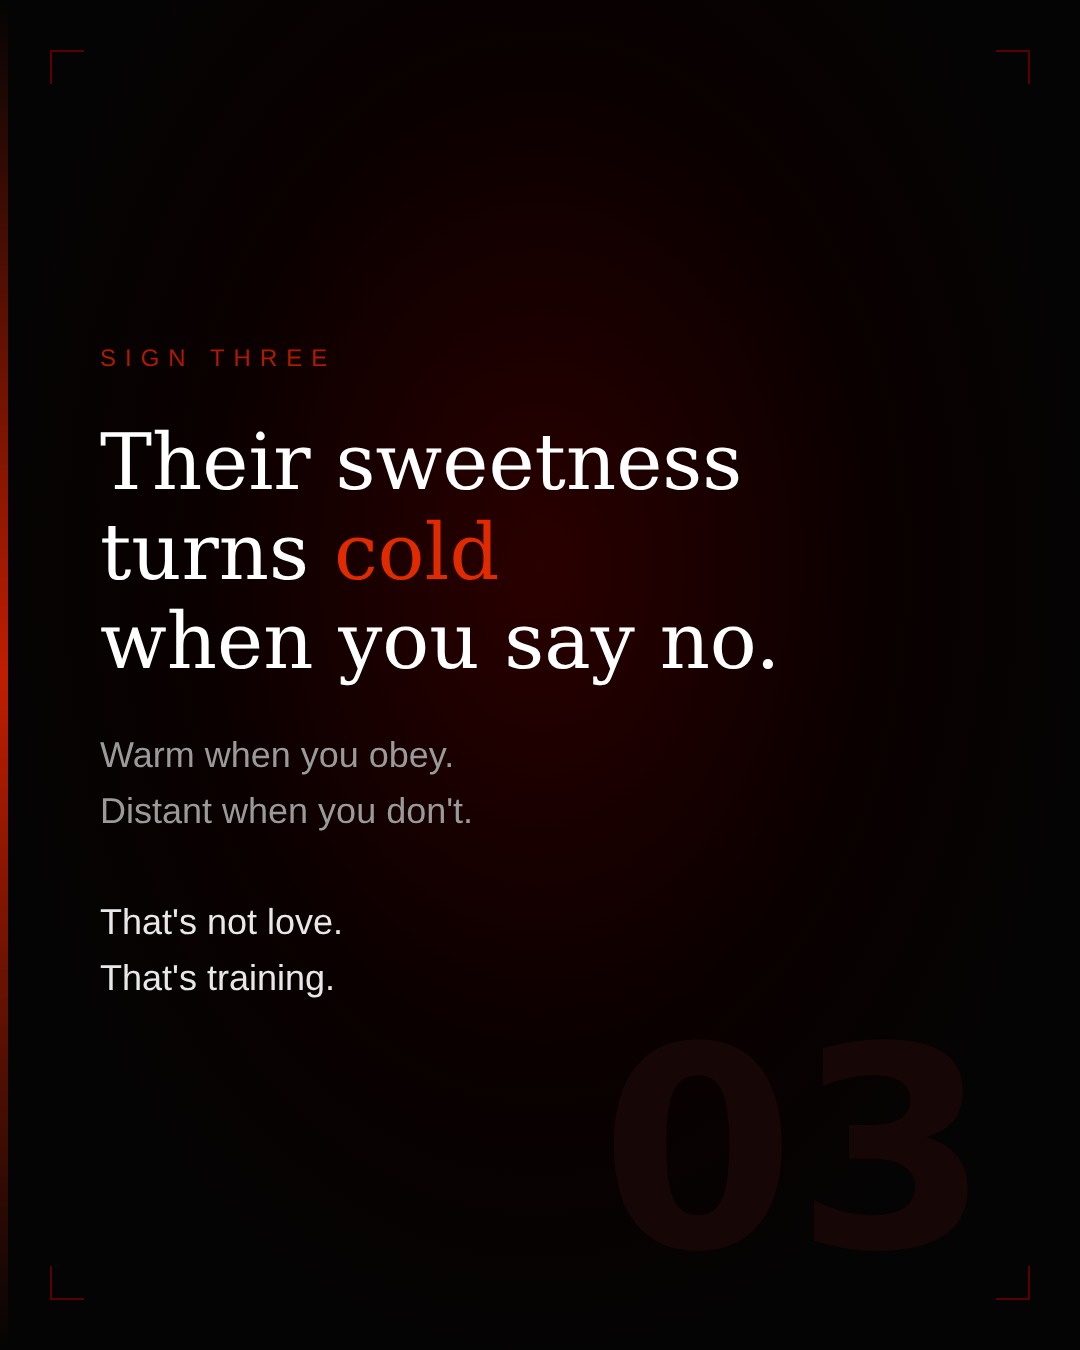 SIGN THREE
Their sweetness
turns cold
when you say no.
Warm when you obey.
Distant when you don't.
That's not love.
That's training.
03